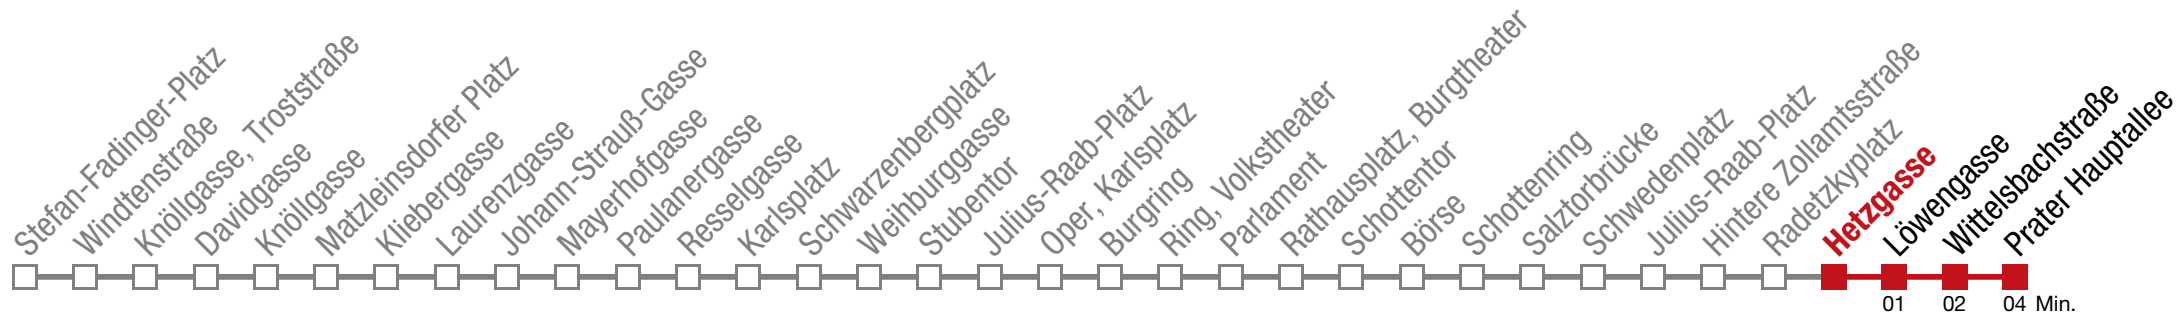 Stefan-Fadinger-Platz
Windtenstraße
Knöllgasse, Troststraße
Davidgasse
Knöllgasse
Matzleinsdorfer Platz
Kliebergasse
Laurenzgasse
Johann-Strauß-Gasse
Mayerhofgasse
Paulanergasse
Resselgasse
Karlsplatz
Schwarzenbergplatz
Weihburggasse
Stubentor
Julius-Raab-Platz
Oper, Karlsplatz
Burgring
Ring, Volkstheater
Parlament
Rathausplatz, Burgtheater
Schottentor
Börse
Schottenring
Salztorbrücke
Schwedenplatz
Julius-Raab-Platz
Hintere Zollamtsstraße
Radetzkyplatz
Hetzgasse
Löwengasse
Wittelsbachstraße
Prater Hauptallee
01 02 04 Min.